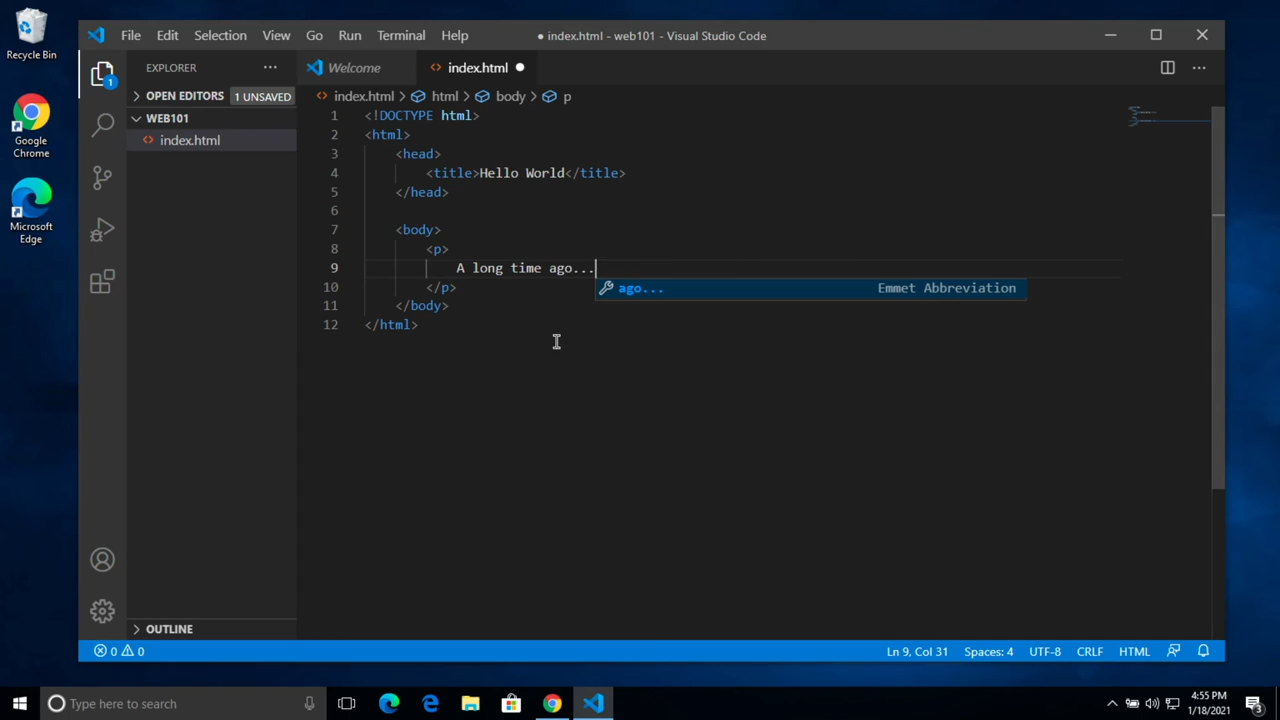 Recycle Bin
Google Chrome
Microsoft Edge
File Edit Selection View Go Run Terminal Help
● index.html - web101 - Visual Studio Code
EXPLORER ...
OPEN EDITORS 1 UNSAVED
WEB101
index.html
OUTLINE
1
Welcome
index.html ●
index.html > html > body > p
1 <!DOCTYPE html>
2 <html>
3 <head>
4 <title>Hello World</title>
5 </head>
6
7 <body>
8 <p>
9 A long time ago...
ago... Emmet Abbreviation
10 </p>
11 </body>
12 </html>
0 0
Ln 9, Col 31 Spaces: 4 UTF-8 CRLF HTML
Type here to search
4:55 PM
1/18/2021
3